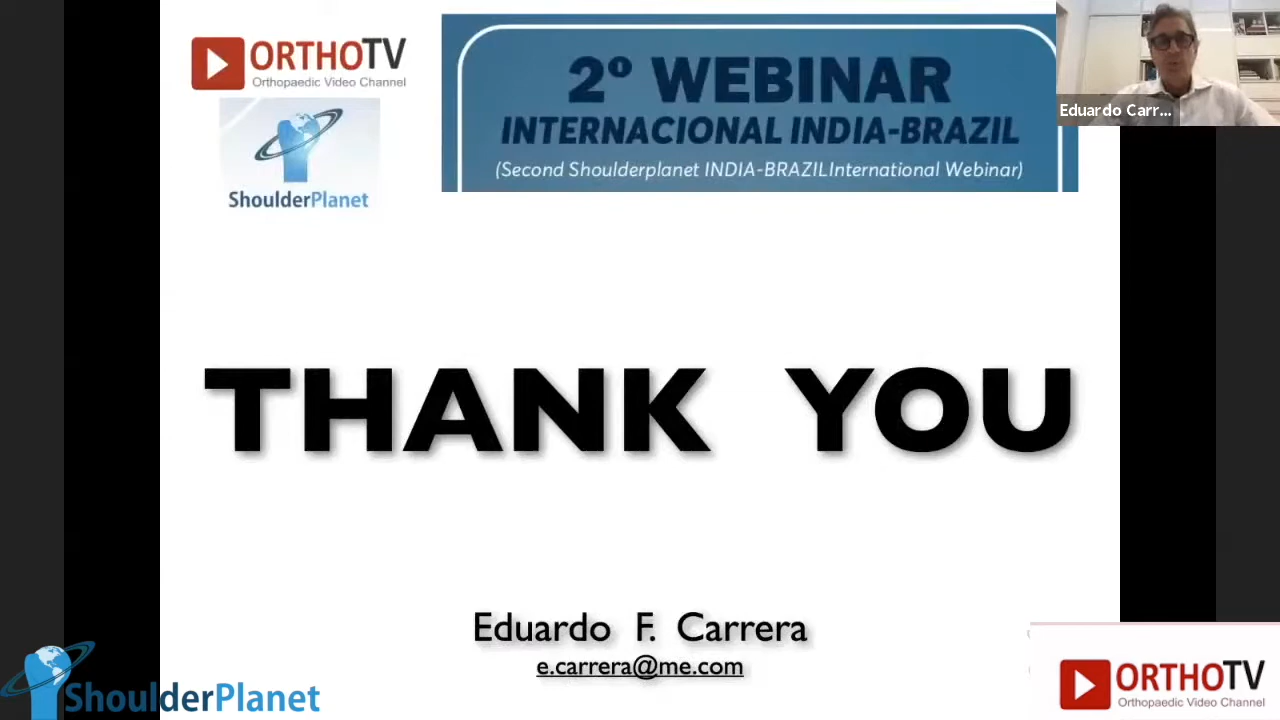 ORTHOTV
Orthopaedic Video Channel
ShoulderPlanet
2º WEBINAR
INTERNACIONAL INDIA-BRAZIL
(Second Shoulderplanet INDIA-BRAZILInternational Webinar)
Eduardo Carr...
THANK YOU
Eduardo F. Carrera
e.carrera@me.com
ShoulderPlanet
ORTHOTV
Orthopaedic Video Channel